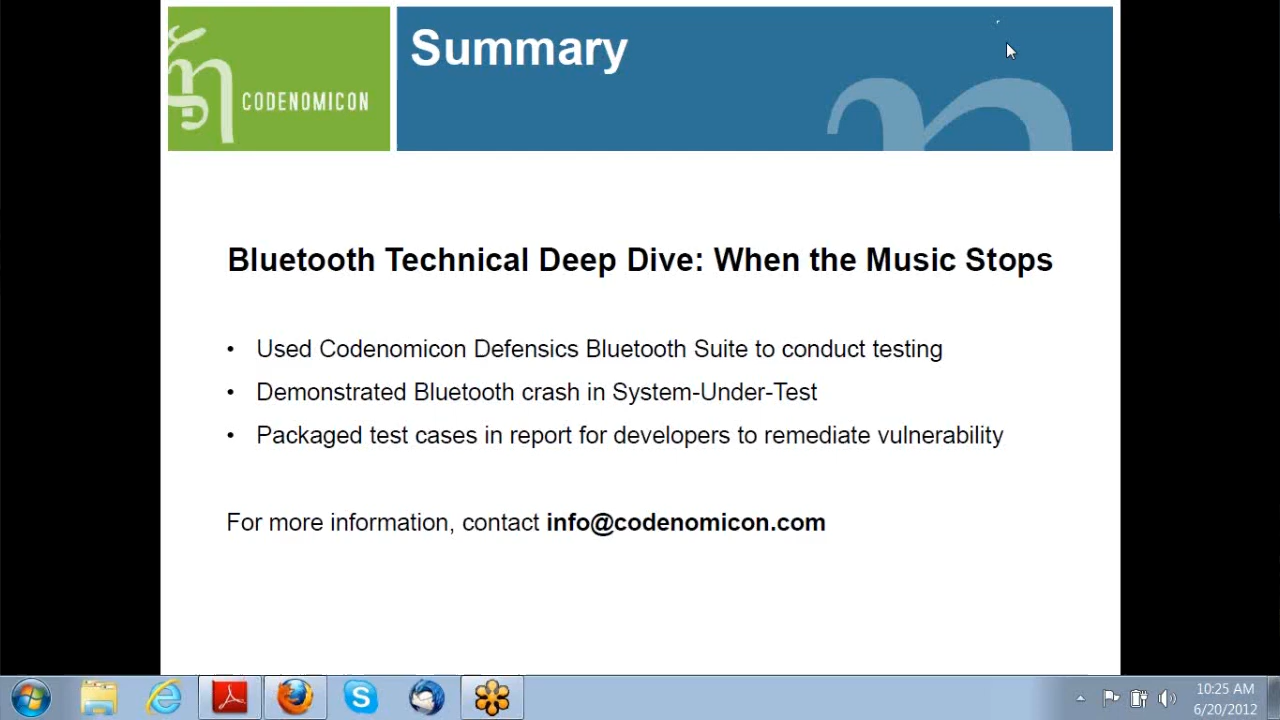 Summary
CODENOMICON
Bluetooth Technical Deep Dive: When the Music Stops
• Used Codenomicon Defensics Bluetooth Suite to conduct testing
• Demonstrated Bluetooth crash in System-Under-Test
• Packaged test cases in report for developers to remediate vulnerability
For more information, contact info@codenomicon.com
10:25 AM
6/20/2012